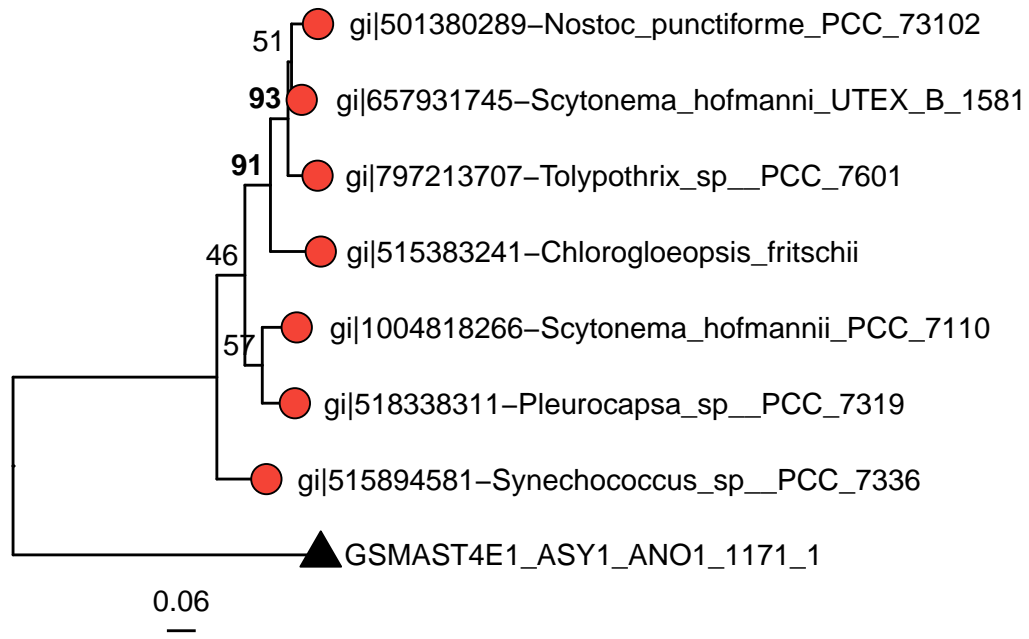 gi|501380289–Nostoc_punctiforme_PCC_73102
51
93
gi|657931745–Scytonema_hofmanni_UTEX_B_1581
91
gi|797213707–Tolypothrix_sp__PCC_7601
46
gi|515383241–Chlorogloeopsis_fritschii
57
gi|1004818266–Scytonema_hofmannii_PCC_7110
gi|518338311–Pleurocapsa_sp__PCC_7319
gi|515894581–Synechococcus_sp__PCC_7336
GSMAST4E1_ASY1_ANO1_1171_1
0.06